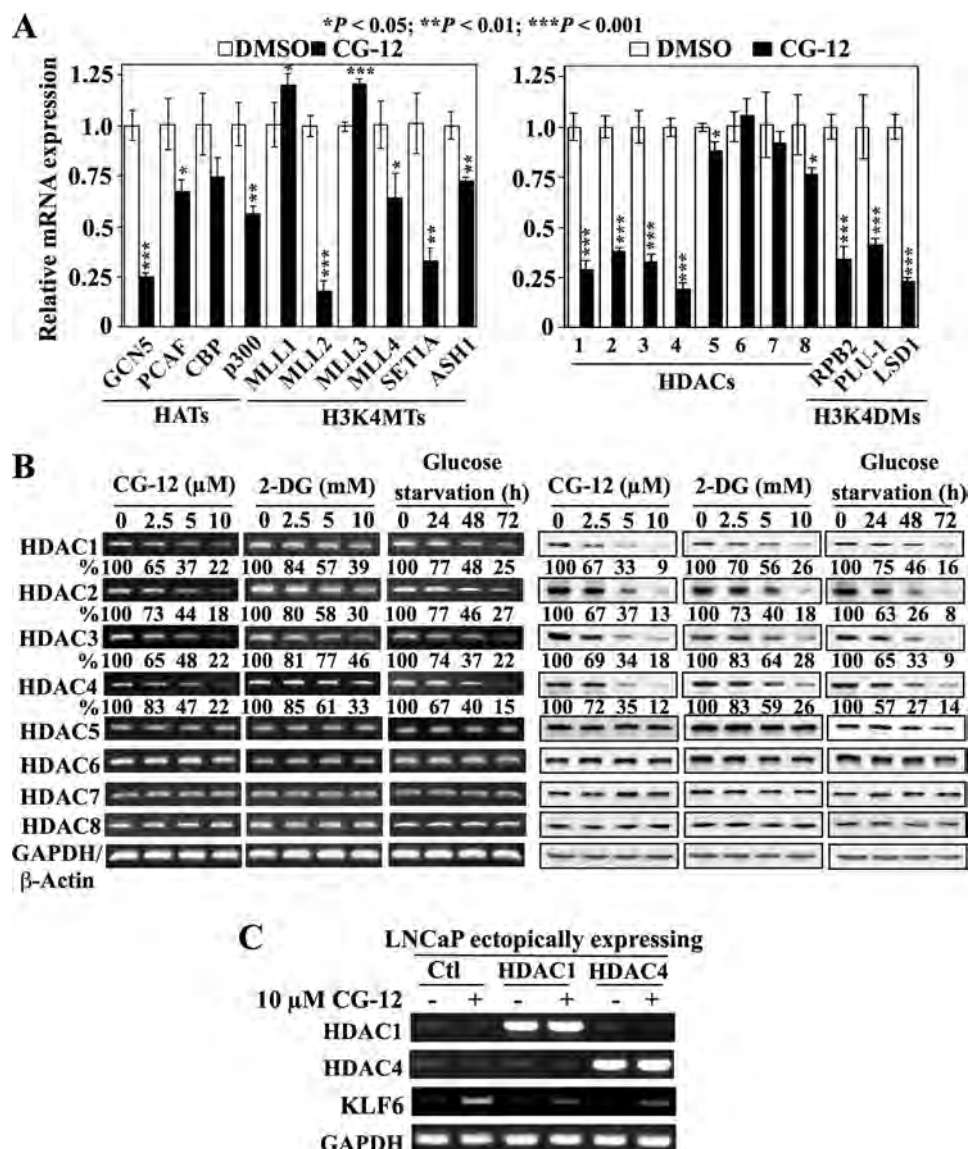 A
*P < 0.05; **P < 0.01; ***P < 0.001
DMSO CG-12
DMSO CG-12
Relative mRNA expression
1.25
1.0
0.75
0.5
0.25
0
* *** *** * ** *** * ** **
GCN5 PCAF CBP p300 MLL1 MLL2 MLL3 MLL4 SET1A ASH1
HATs H3K4MTs
1.25
1.0
0.75
0.5
0.25
0
*** *** *** *** * * *** *** ***
1 2 3 4 5 6 7 8 RPB2 PLU-1 LSD1
HDACs H3K4DMs
B
CG-12 (µM) 2-DG (mM) Glucose starvation (h) CG-12 (µM) 2-DG (mM) Glucose starvation (h)
0 2.5 5 10 0 2.5 5 10 0 24 48 72 0 2.5 5 10 0 2.5 5 10 0 24 48 72
HDAC1
% 100 65 37 22 100 84 57 39 100 77 48 25 100 67 33 9 100 70 56 26 100 75 46 16
HDAC2
% 100 73 44 18 100 80 58 30 100 77 46 27 100 67 37 13 100 73 40 18 100 63 26 8
HDAC3
% 100 65 48 22 100 81 77 46 100 74 37 22 100 69 34 18 100 83 64 28 100 65 33 9
HDAC4
% 100 83 47 22 100 85 61 33 100 67 40 15 100 72 35 12 100 83 59 26 100 57 27 14
HDAC5
HDAC6
HDAC7
HDAC8
GAPDH/
β-Actin
C
LNCaP ectopically expressing
Ctl HDAC1 HDAC4
10 µM CG-12 - + - + - +
HDAC1
HDAC4
KLF6
GAPDH